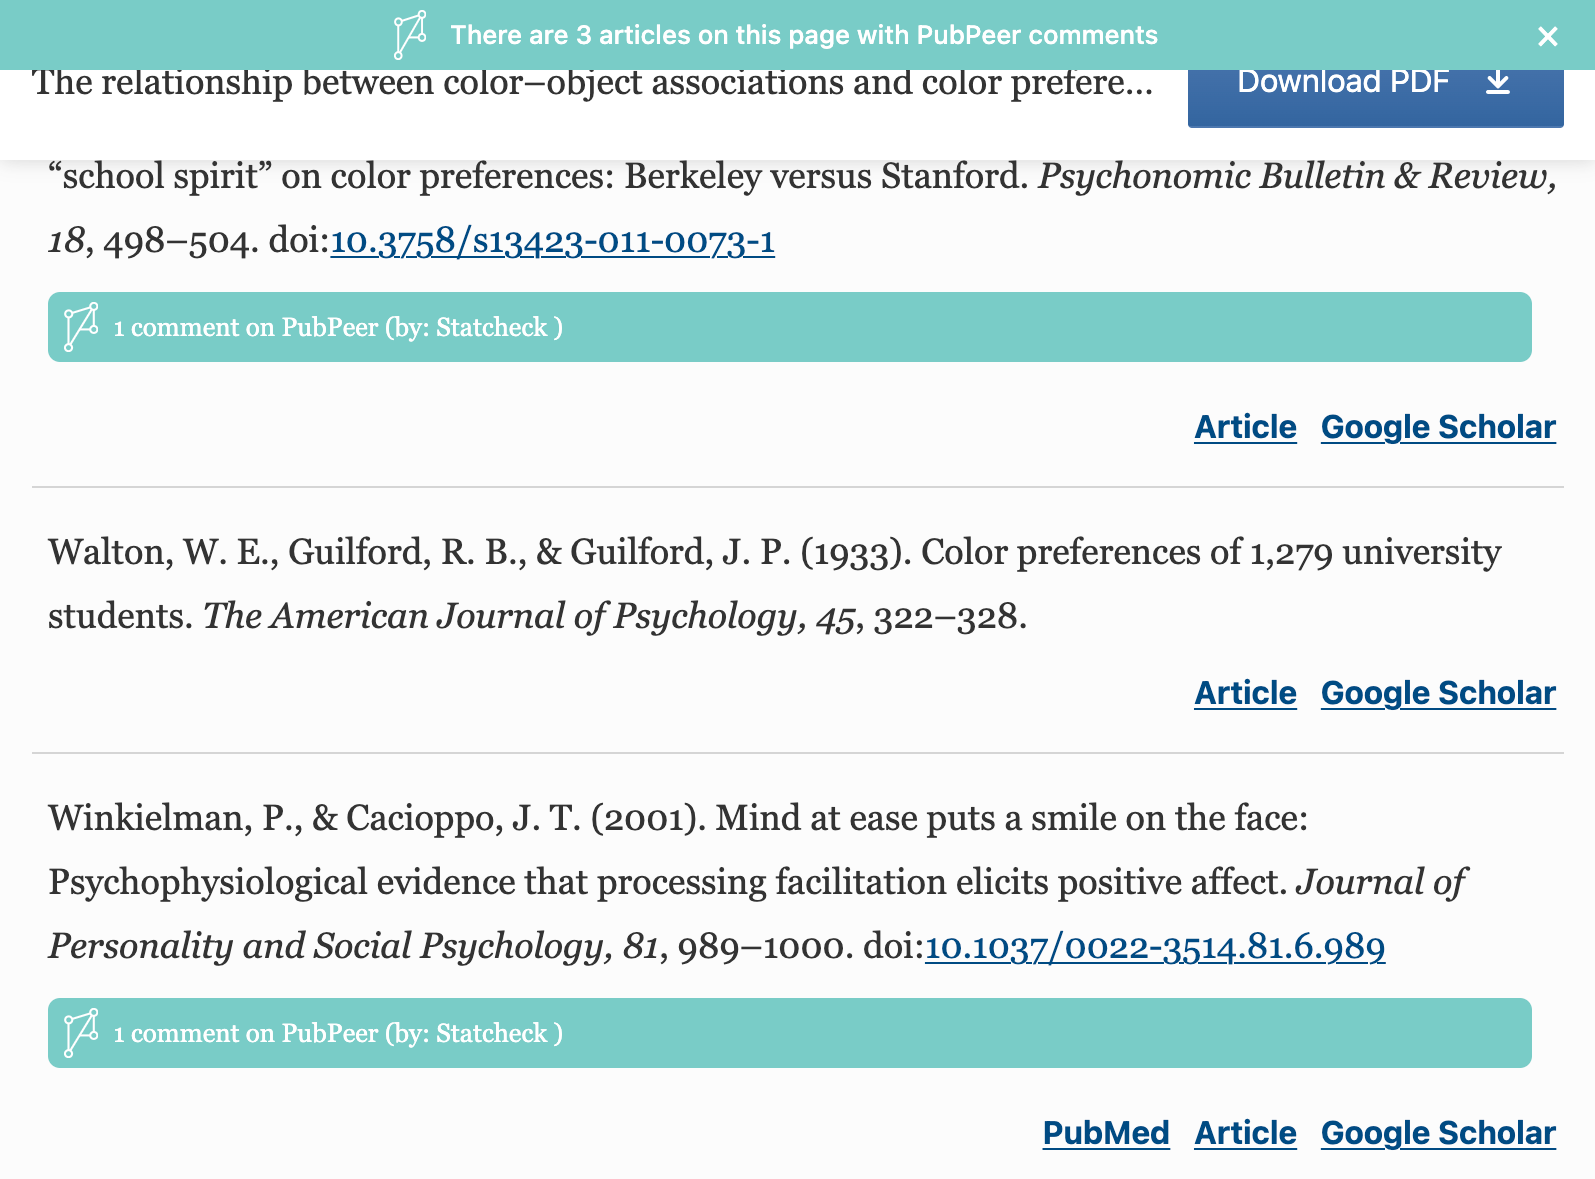 There are 3 articles on this page with PubPeer comments
The relationship between color–object associations and color prefere...
Download PDF
“school spirit” on color preferences: Berkeley versus Stanford. Psychonomic Bulletin & Review,
18, 498–504. doi:10.3758/s13423-011-0073-1
1 comment on PubPeer (by: Statcheck )
Article Google Scholar
Walton, W. E., Guilford, R. B., & Guilford, J. P. (1933). Color preferences of 1,279 university
students. The American Journal of Psychology, 45, 322–328.
Article Google Scholar
Winkielman, P., & Cacioppo, J. T. (2001). Mind at ease puts a smile on the face:
Psychophysiological evidence that processing facilitation elicits positive affect. Journal of
Personality and Social Psychology, 81, 989–1000. doi:10.1037/0022-3514.81.6.989
1 comment on PubPeer (by: Statcheck )
PubMed Article Google Scholar